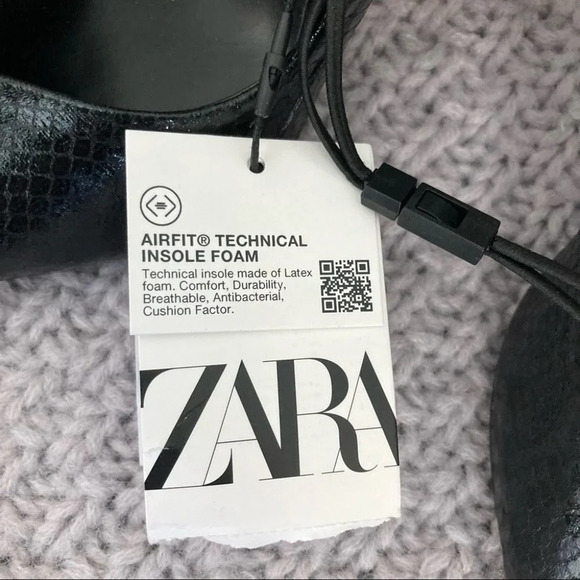 AIRFIT® TECHNICAL
INSOLE FOAM
Technical insole made of Latex
foam. Comfort, Durability,
Breathable, Antibacterial,
Cushion Factor.
ZARA